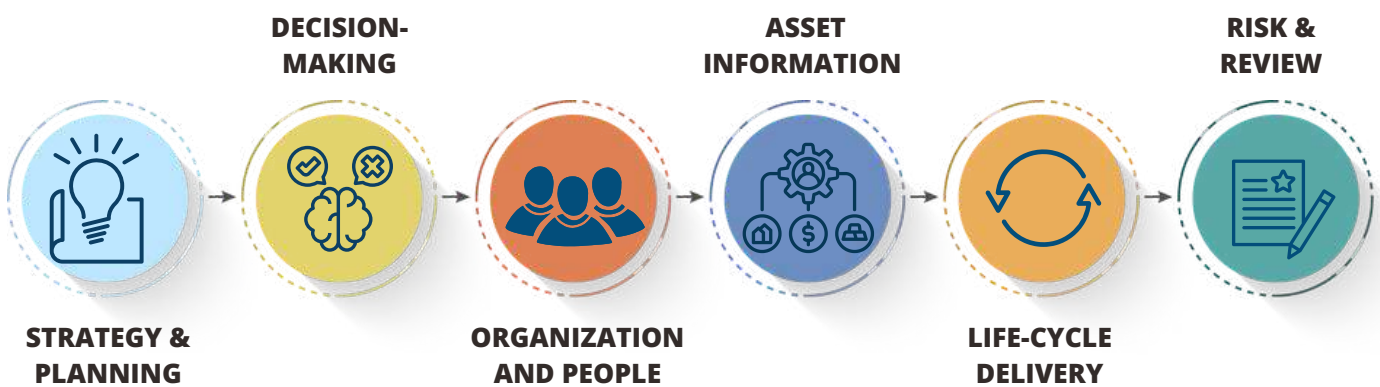 STRATEGY &
PLANNING
DECISION-
MAKING
ORGANIZATION
AND PEOPLE
ASSET
INFORMATION
$
LIFE-CYCLE
DELIVERY
RISK &
REVIEW